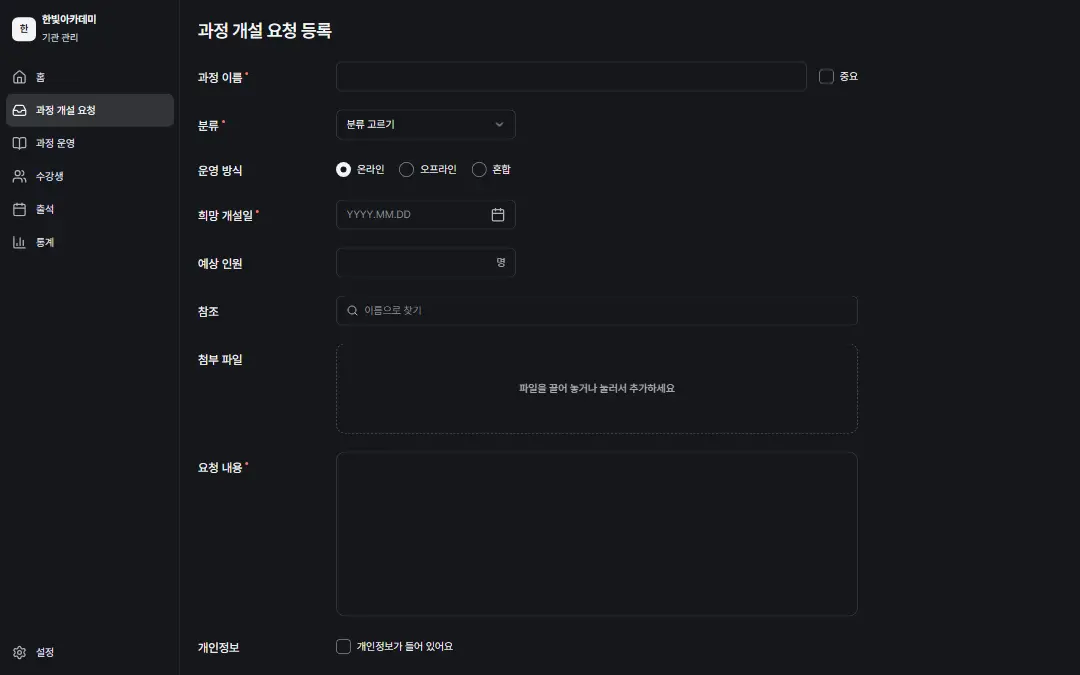 한
한빛아카데미
기관 관리
홈
과정 개설 요청
과정 운영
수강생
출석
통계
설정
과정 개설 요청 등록
과정 이름*
중요
분류*
분류 고르기
운영 방식
온라인
오프라인
혼합
희망 개설일*
YYYY.MM.DD
예상 인원
명
참조
이름으로 찾기
첨부 파일
파일을 끌어 놓거나 눌러서 추가하세요
요청 내용*
개인정보
개인정보가 들어 있어요